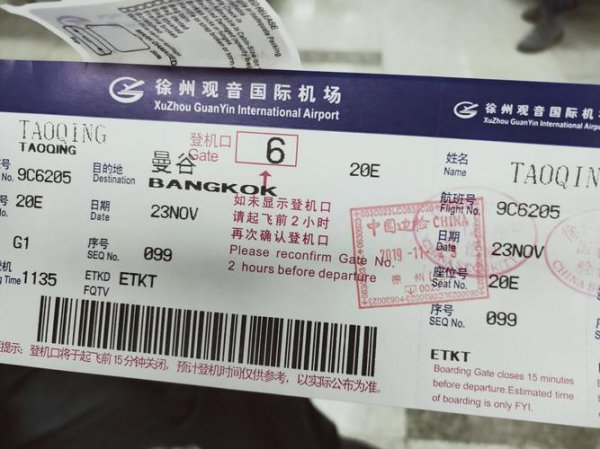 徐州观音国际机场
XuZhou GuanYin International Airport
徐州观音国际机场
XuZhou GuanYin International Airport
TAOQING
TAOQING
登机口
Gate
6
曼谷
20E
9C6205
目的地
Destination
BANGKOK
20E
日期
Date
23NOV
如未显示登机口
请起飞前2小时
再次确认登机口
Please reconfirm Gate No.
2 hours before departure
G1
序号
SEQ No.
099
1135
ETKD
ETKT
FQTV
提示：登机口将于起飞前15分钟关闭，预计登机时间仅供参考，以实际公布为准。
姓名
Name
TAOQIN
航班号
Flight No.
9C6205
日期
Date
23NOV
座位号
Seat No.
20E
序号
SEQ No.
099
ETKT
Boarding Gate closes 15 minutes
before departure.Estimated time
of boarding is only FYI.
中国边检 CHINA